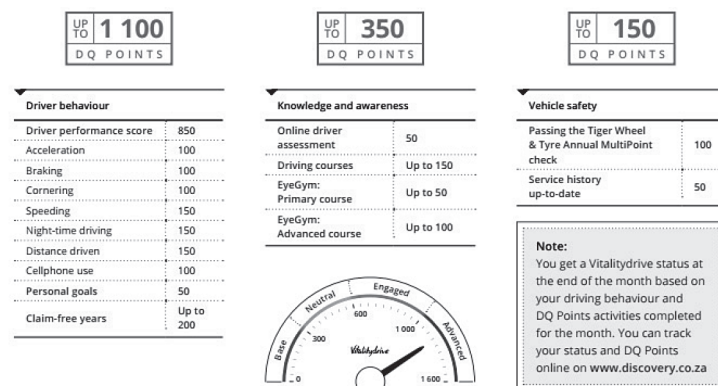 UP TO 1 100
DQ POINTS
Driver behaviour
Driver performance score 850
Acceleration 100
Braking 100
Cornering 100
Speeding 150
Night-time driving 150
Distance driven 150
Cellphone use 100
Personal goals 50
Claim-free years Up to 200
UP TO 350
DQ POINTS
Knowledge and awareness
Online driver
assessment 50
Driving courses Up to 150
EyeGym:
Primary course Up to 50
EyeGym:
Advanced course Up to 100
Base
Neutral
Engaged
Advanced
0
300
600
1 000
1 600
Vitalitydrive
UP TO 150
DQ POINTS
Vehicle safety
Passing the Tiger Wheel
& Tyre Annual MultiPoint
check 100
Service history
up-to-date 50
Note:
You get a Vitalitydrive status at
the end of the month based on
your driving behaviour and
DQ Points activities completed
for the month. You can track
your status and DQ Points
online on www.discovery.co.za